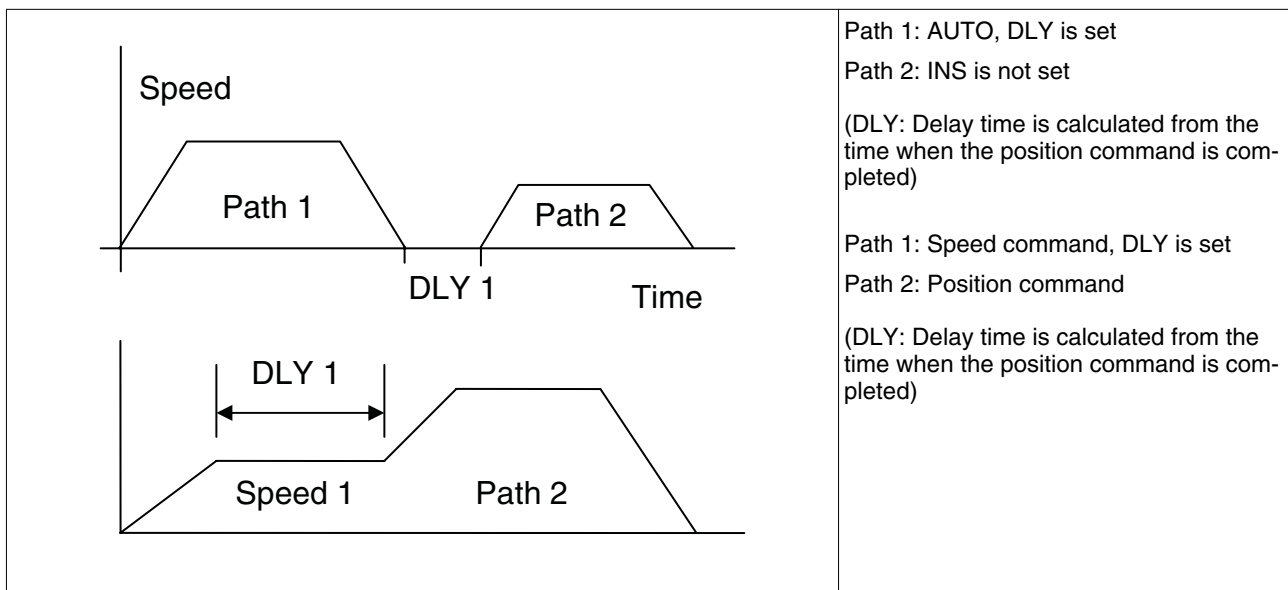 Speed
Path 1
Path 2
DLY 1
Time
DLY 1
Speed 1
Path 2
Path 1: AUTO, DLY is set
Path 2: INS is not set
(DLY: Delay time is calculated from the
time when the position command is com-
pleted)
Path 1: Speed command, DLY is set
Path 2: Position command
(DLY: Delay time is calculated from the
time when the position command is com-
pleted)